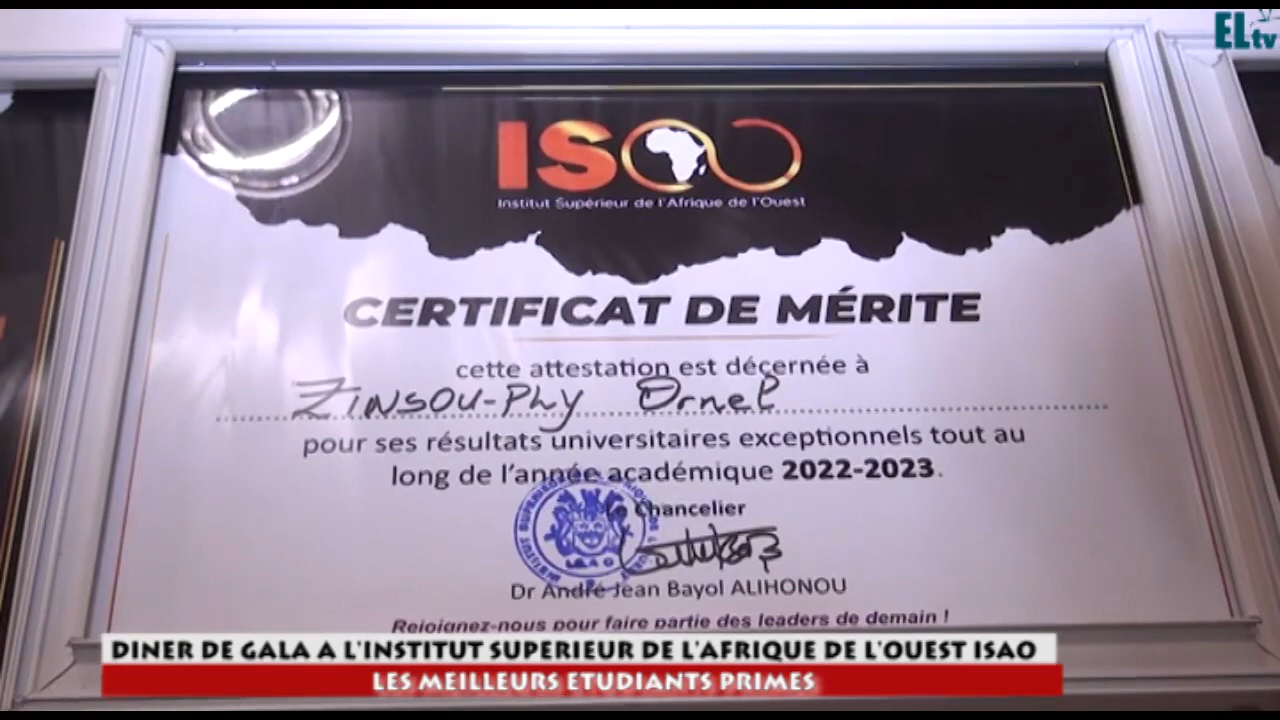 ELtv
ISAO
Institut Supérieur de l'Afrique de l'Ouest
CERTIFICAT DE MÉRITE
cette attestation est décernée à
ZINSOU-PHY Ornel
pour ses résultats universitaires exceptionnels tout au
long de l'année académique 2022-2023.
Le Chancelier
Dr André Jean Bayol ALIHONOU
Rejoignez-nous pour faire partie des leaders de demain !
DINER DE GALA A L'INSTITUT SUPERIEUR DE L'AFRIQUE DE L'OUEST ISAO
LES MEILLEURS ETUDIANTS PRIMES